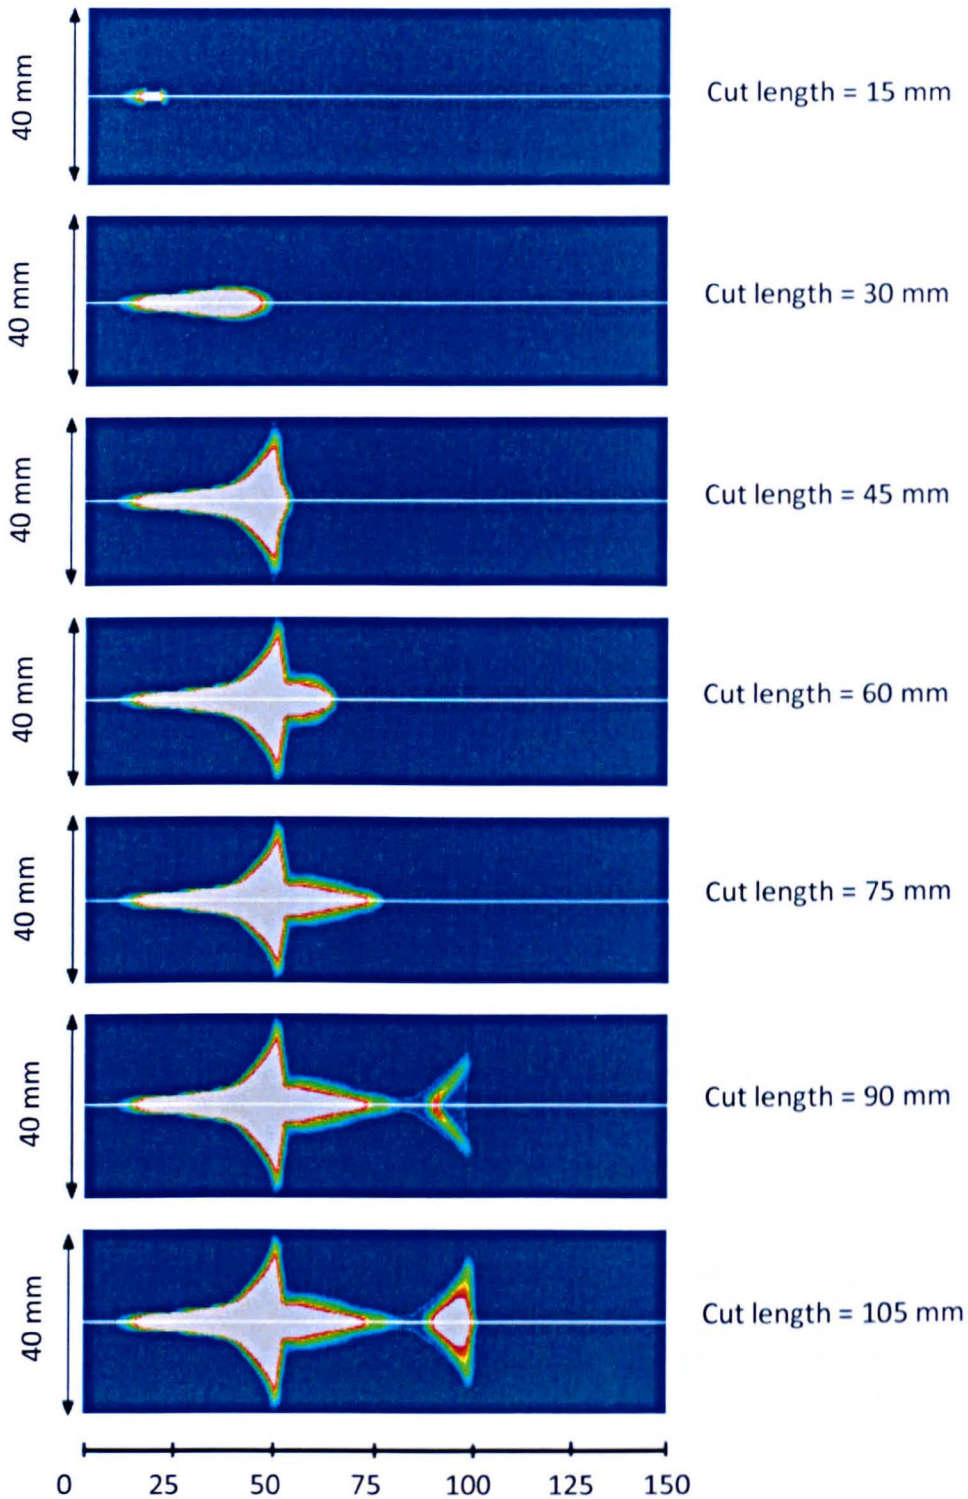 40 mm
Cut length = 15 mm
40 mm
Cut length = 30 mm
40 mm
Cut length = 45 mm
40 mm
Cut length = 60 mm
40 mm
Cut length = 75 mm
40 mm
Cut length = 90 mm
40 mm
Cut length = 105 mm
0 25 50 75 100 125 150